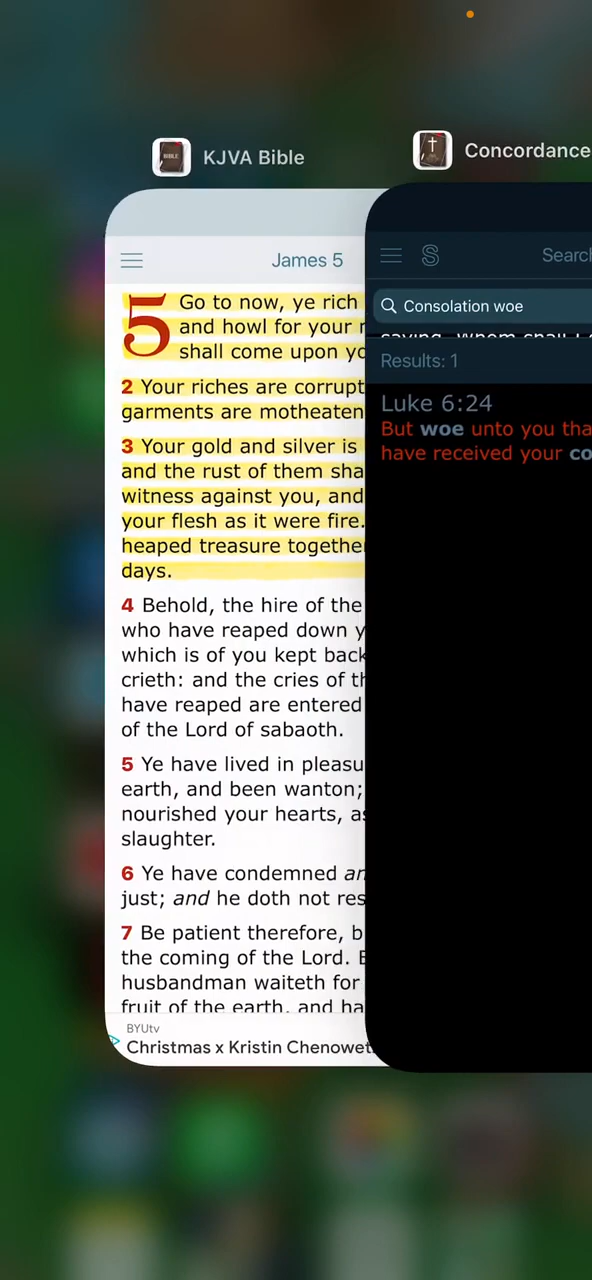 KJVA Bible
Concordance
James 5
5 Go to now, ye rich
and howl for your
shall come upon
2 Your riches are corrupt
garments are motheaten
3 Your gold and silver is
and the rust of them sha
witness against you, and
your flesh as it were fire.
heaped treasure together
days.
4 Behold, the hire of the
who have reaped down y
which is of you kept back
crieth: and the cries of th
have reaped are entered
of the Lord of sabaoth.
5 Ye have lived in pleasu
earth, and been wanton;
nourished your hearts, as
slaughter.
6 Ye have condemned an
just; and he doth not res
7 Be patient therefore, b
the coming of the Lord.
husbandman waiteth for
fruit of the earth, and ha
BYUtv
Christmas x Kristin Chenowet
S
Search
Consolation woe
Results: 1
Luke 6:24
But woe unto you tha
have received your co